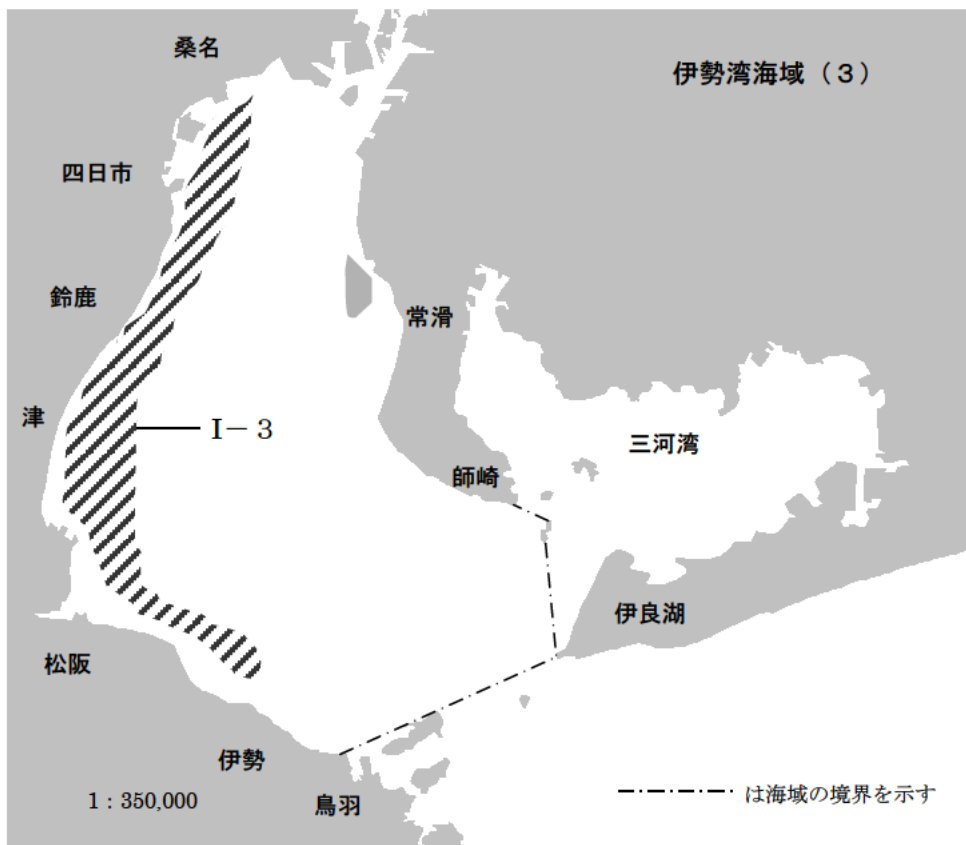 桑名
伊勢湾海域（3）
四日市
鈴鹿
常滑
津
I－3
三河湾
師崎
伊良湖
松阪
伊勢
1：350,000
鳥羽
は海域の境界を示す